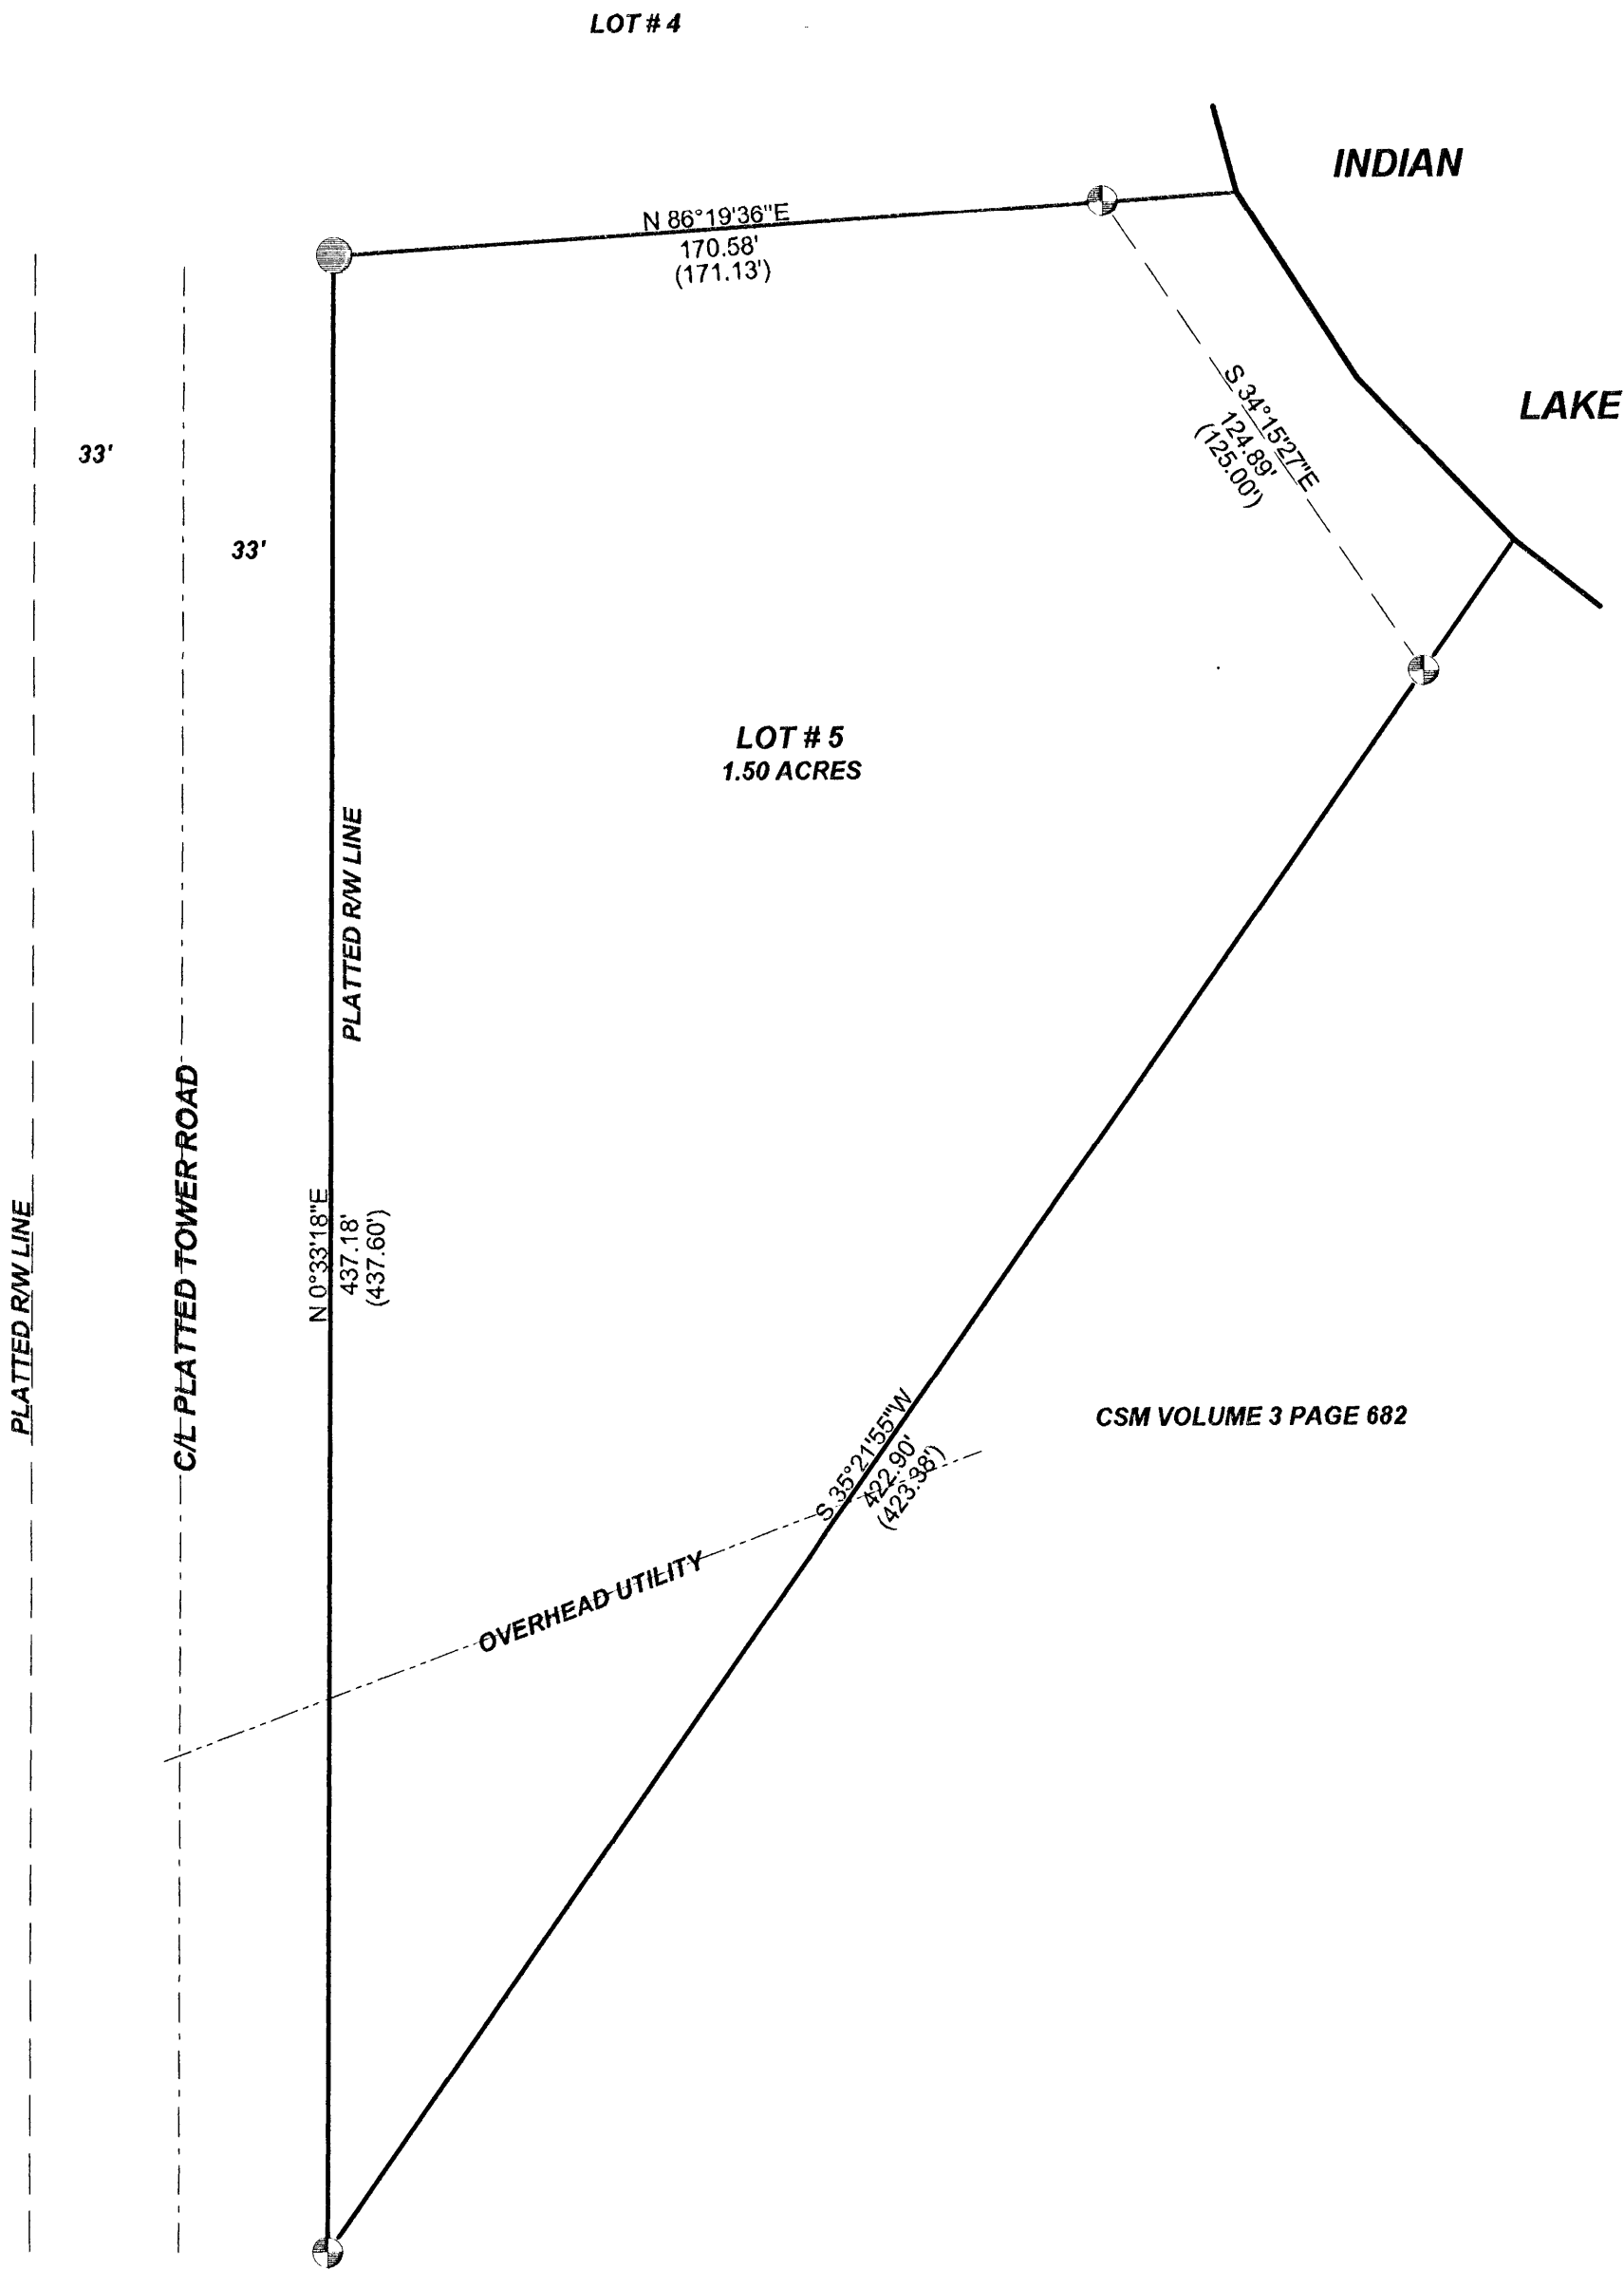 LOT # 4
INDIAN
N 86°19'36"E
170.58'
(171.13')
S 34°15'27"E
124.89'
(125.00')
LAKE
33'
33'
LOT # 5
1.50 ACRES
PLATTED R/W LINE
C/L PLATTED TOWER ROAD
PLATTED R/W LINE
N 0°33'18"E
437.18'
(437.60')
S 35°21'55"W
422.90'
(423.38')
CSM VOLUME 3 PAGE 682
OVERHEAD UTILITY